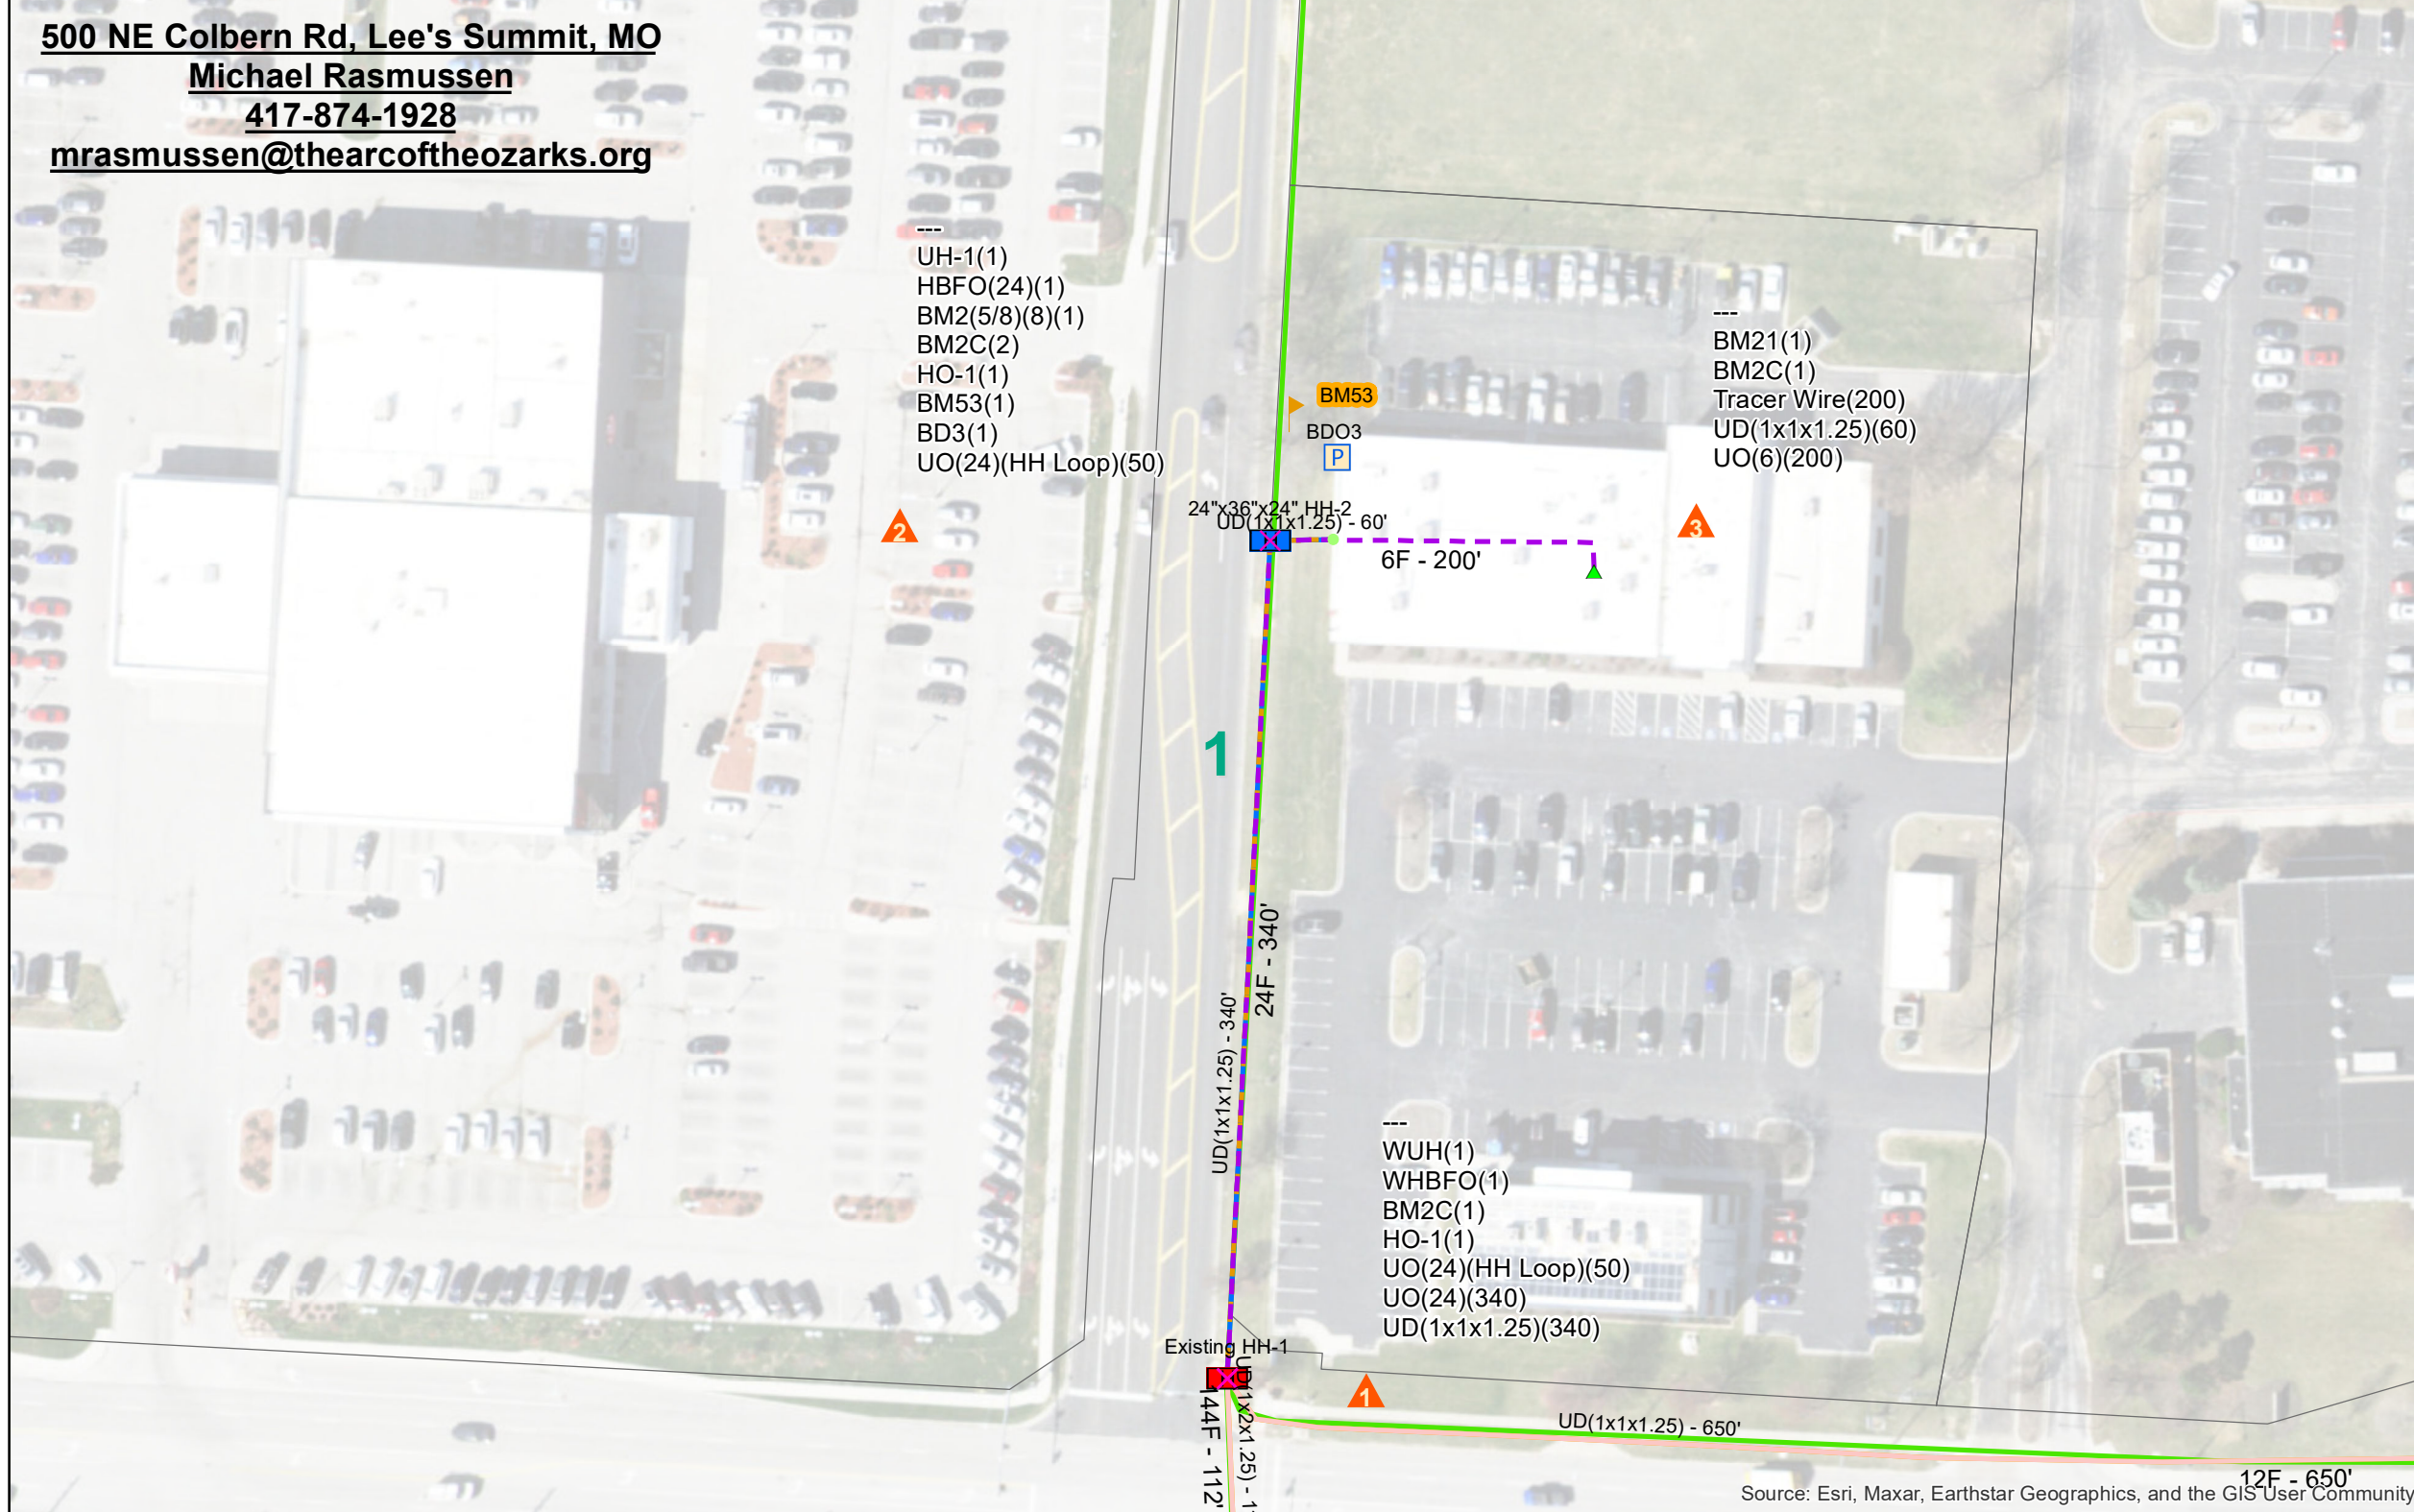 500 NE Colbern Rd, Lee's Summit, MO
Michael Rasmussen
417-874-1928
mrasmussen@thearcoftheozarks.org
---
UH-1(1)
HBFO(24)(1)
BM2(5/8)(8)(1)
BM2C(2)
HO-1(1)
BM53(1)
BD3(1)
UO(24)(HH Loop)(50)
2
BM53
BDO3
P
---
BM21(1)
BM2C(1)
Tracer Wire(200)
UD(1x1x1.25)(60)
UO(6)(200)
3
24"x36"x24" HH-2
UD(1x1x1.25) - 60'
6F - 200'
1
24F - 340'
UD(1x1x1.25) - 340'
---
WUH(1)
WHBFO(1)
BM2C(1)
HO-1(1)
UO(24)(HH Loop)(50)
UO(24)(340)
UD(1x1x1.25)(340)
Existing HH-1
1
144F - 112'
UD(1x2x1.25) - 1
UD(1x1x1.25) - 650'
12F - 650'
Source: Esri, Maxar, Earthstar Geographics, and the GIS User Community